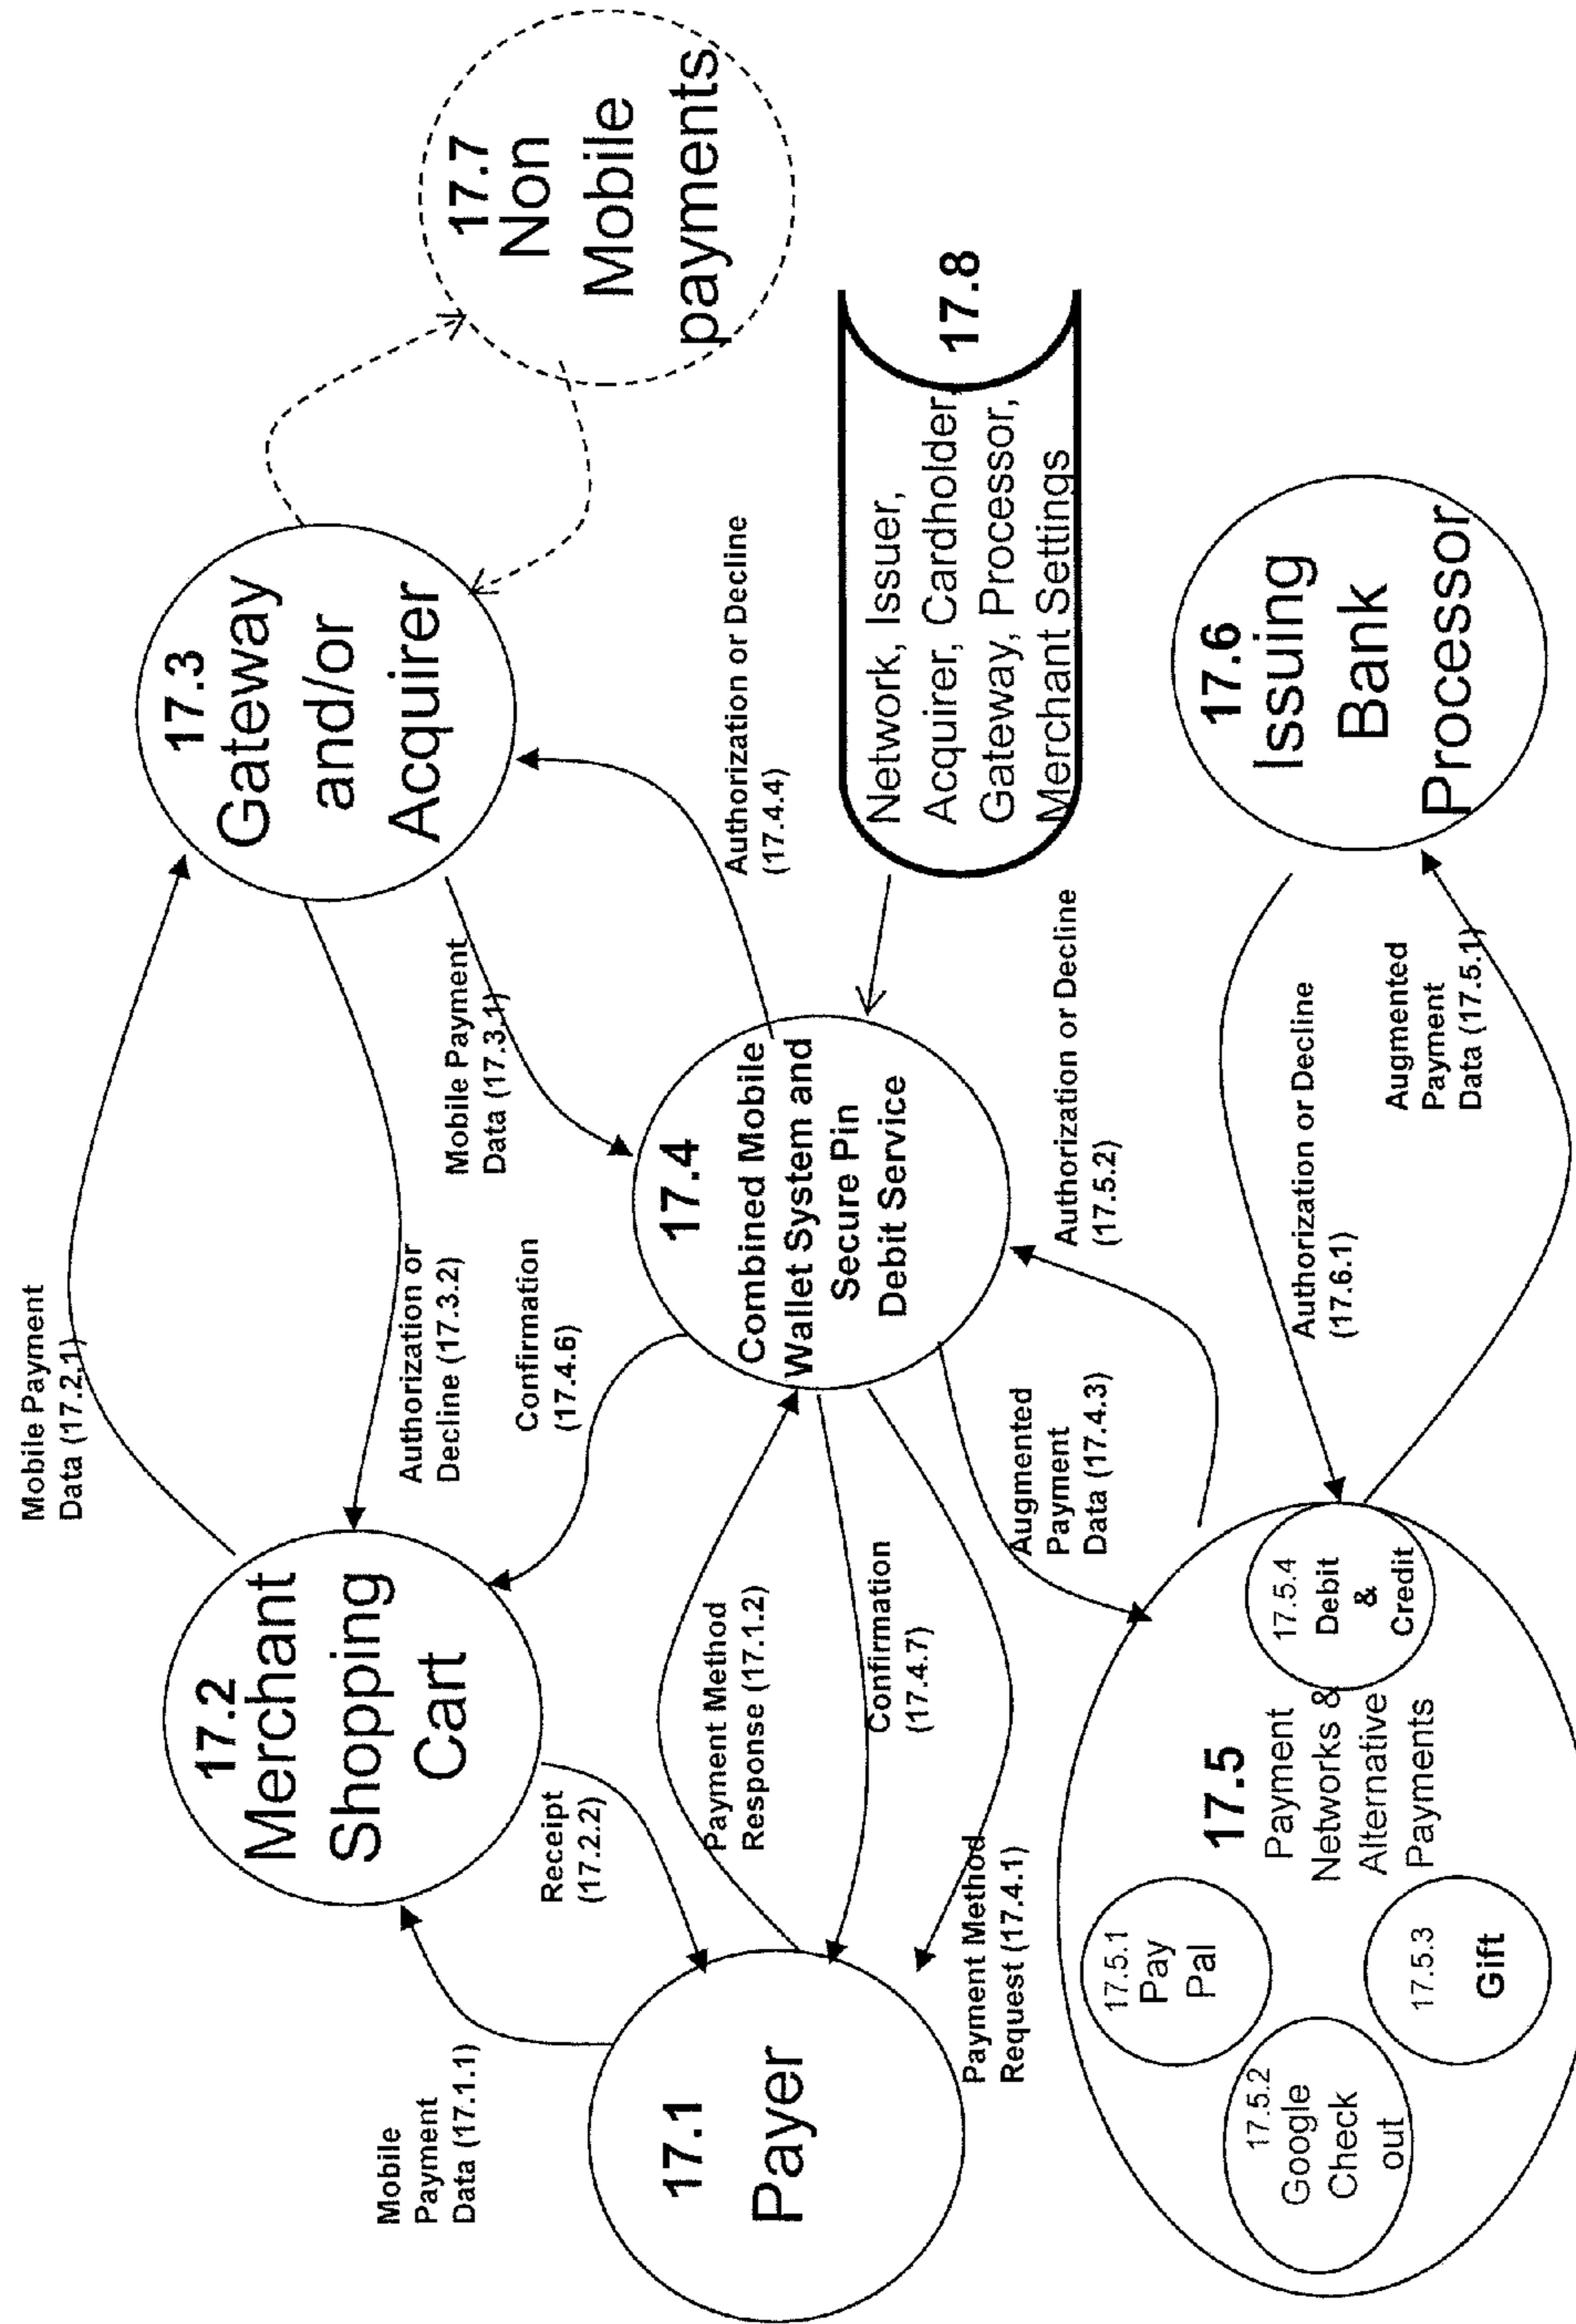 Mobile Payment
Data (17.2.1)
17.2
Merchant
Shopping
Cart
17.3
Gateway
and/or
Acquirer
17.7
Non
Mobile
payments
Authorization or
Decline (17.3.2)
Mobile Payment
Data (17.3.1)
Mobile
Payment
Data (17.1.1)
Receipt
(17.2.2)
Confirmation
(17.4.6)
Authorization or Decline
(17.4.4)
17.1
Payer
Payment Method
Response (17.1.2)
Confirmation
(17.4.7)
Payment Method
Request (17.4.1)
17.4
Combined Mobile
Wallet System and
Secure Pin
Debit Service
Network, Issuer,
Acquirer, Cardholder,
Gateway, Processor,
Merchant Settings
17.8
Augmented
Payment
Data (17.4.3)
Authorization or Decline
(17.5.2)
17.5.1
Pay
Pal
17.5.2
Google
Check
out
17.5.3
Gift
17.5
Payment
Networks &
Alternative
Payments
17.5.4
Debit
&
Credit
Authorization or Decline
(17.6.1)
Augmented
Payment
Data (17.5.1)
17.6
Issuing
Bank
Processor